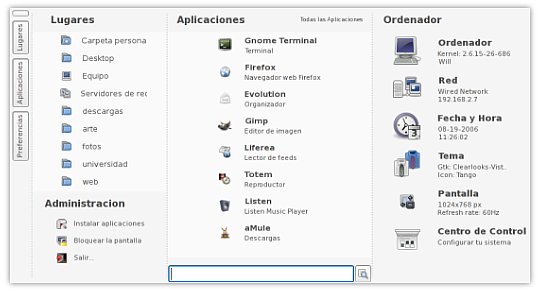 Lugares
Aplicaciones
Preferencias
Lugares
Carpeta persona
Desktop
Equipo
Servidores de rec
descargas
arte
fotos
universidad
web
Administracion
Instalar aplicaciones
Bloquear la pantalla
Salir..
Aplicaciones
Todas las Aplicaciones
Gnome Terminal
Terminal
Firefox
Navegador web Firefox
Evolution
Organizador
Gimp
Editor de imagen
Liferea
Lector de feeds
Totem
Reproductor
Listen
Listen Music Player
aMule
Descargas
Ordenador
Ordenador
Kernel: 2.6.15-26-686
Will
Red
Wired Network
192.168.2.7
Fecha y Hora
08-19-2006
11:26:02
Tema
Gtk: Clearlooks-Vist..
Icon: Tango
Pantalla
1024x768 px
Refresh rate: 60Hz
Centro de Control
Configurar tu sistema